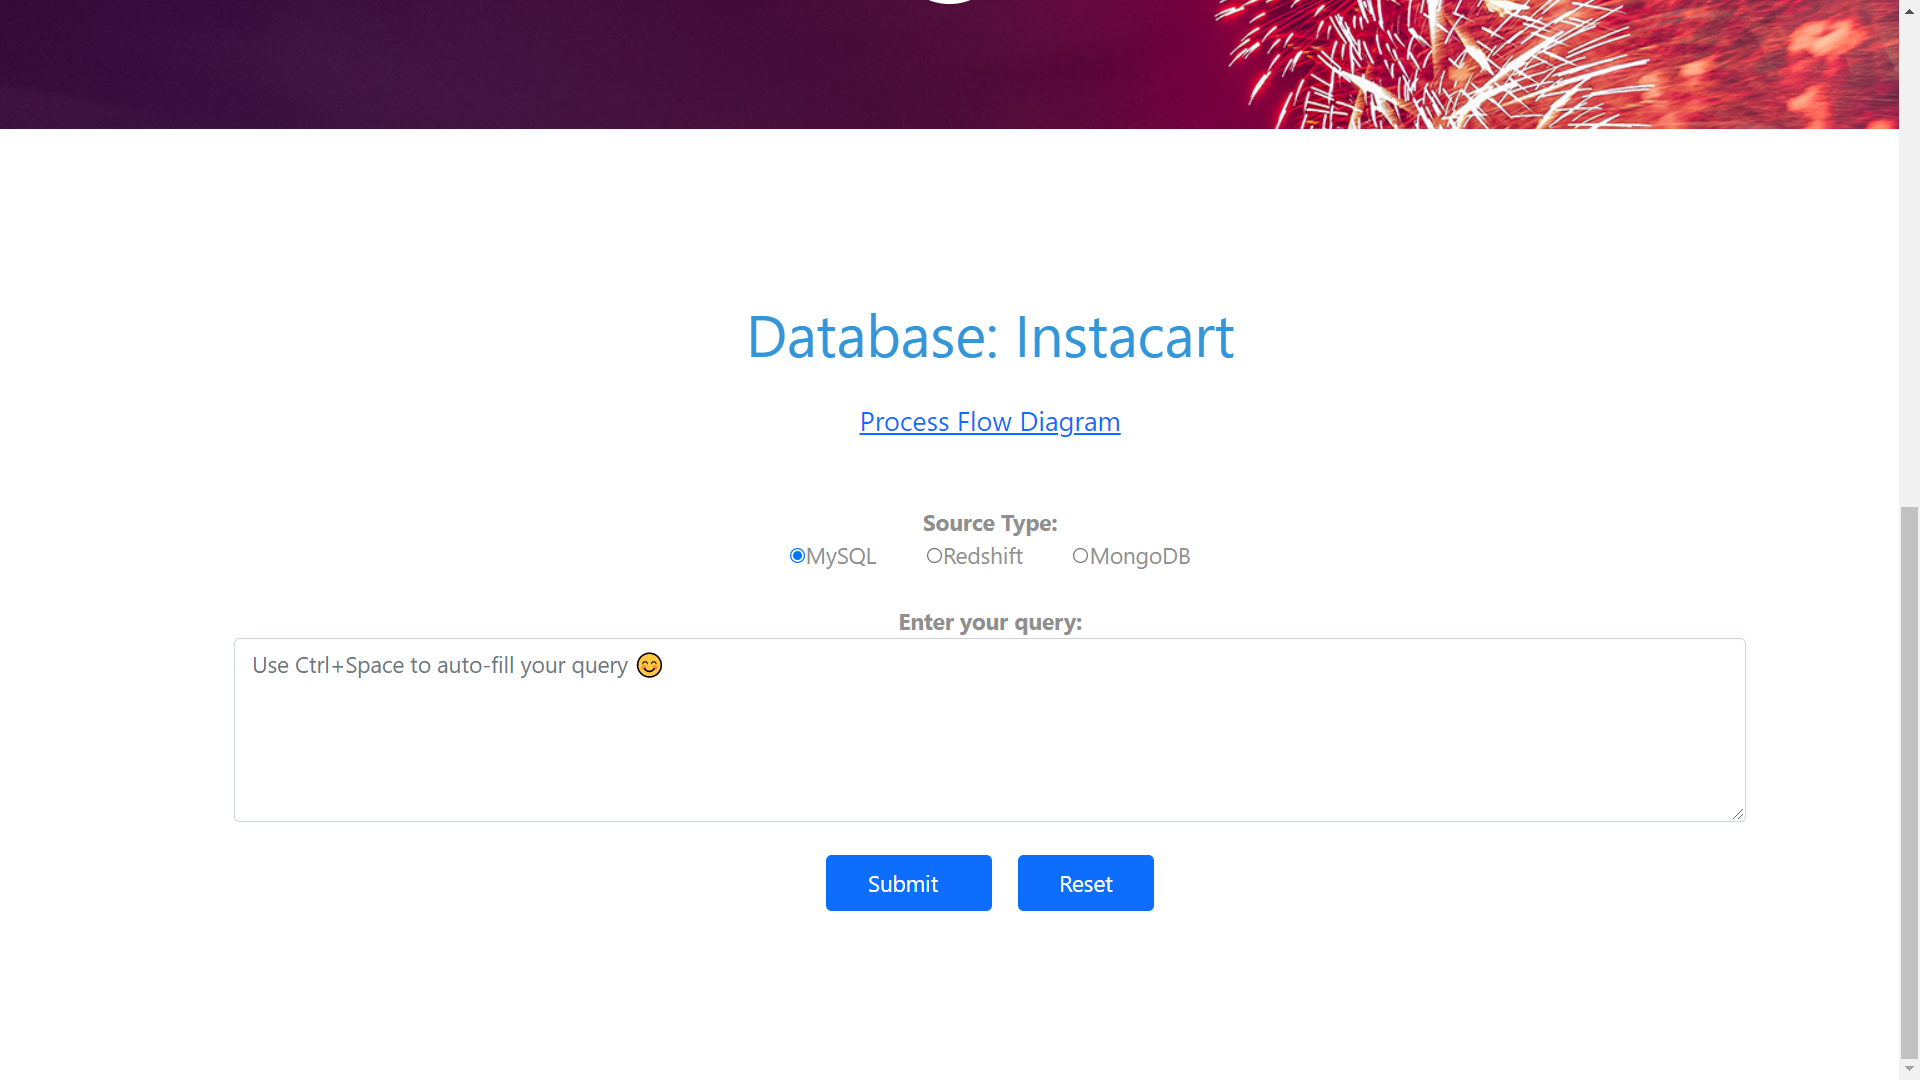 Database: Instacart
Process Flow Diagram
Source Type:
MySQL Redshift MongoDB
Enter your query:
Use Ctrl+Space to auto-fill your query 😊
Submit Reset